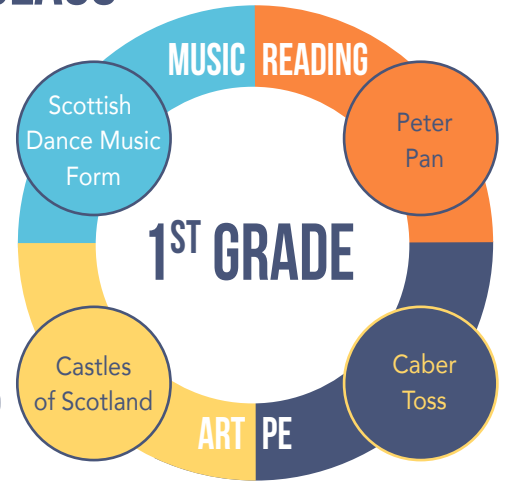 MUSIC READING
Scottish
Dance Music
Form
Peter
Pan
1ST GRADE
Castles
of Scotland
Caber
Toss
ART PE